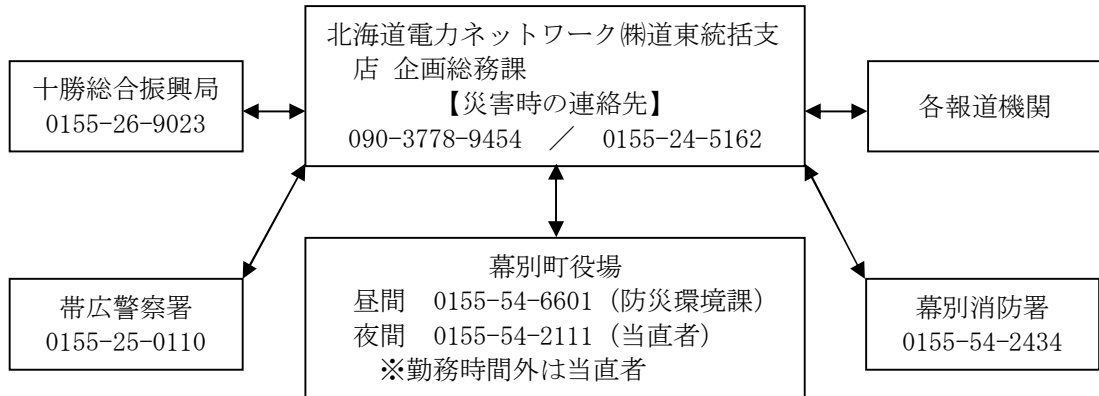 北海道電力ネットワーク㈱道東統括支
店 企画総務課
【災害時の連絡先】
090-3778-9454 ／ 0155-24-5162
十勝総合振興局
0155-26-9023
各報道機関
幕別町役場
昼間 0155-54-6601（防災環境課）
夜間 0155-54-2111（当直者）
※勤務時間外は当直者
帯広警察署
0155-25-0110
幕別消防署
0155-54-2434